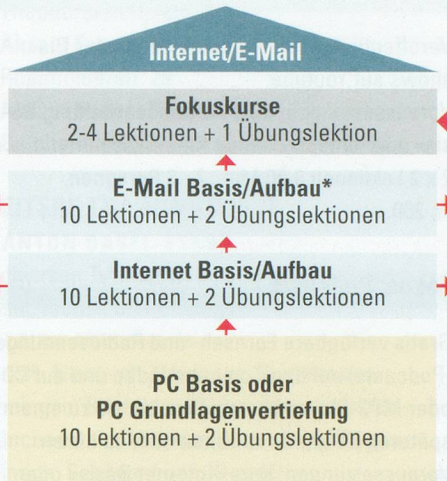 Internet/E-Mail
Fokuskurse
2-4 Lektionen + 1 Übungslektion
E-Mail Basis/Aufbau*
10 Lektionen + 2 Übungslektionen
Internet Basis/Aufbau
10 Lektionen + 2 Übungslektionen
PC Basis oder
PC Grundlagenvertiefung
10 Lektionen + 2 Übungslektionen